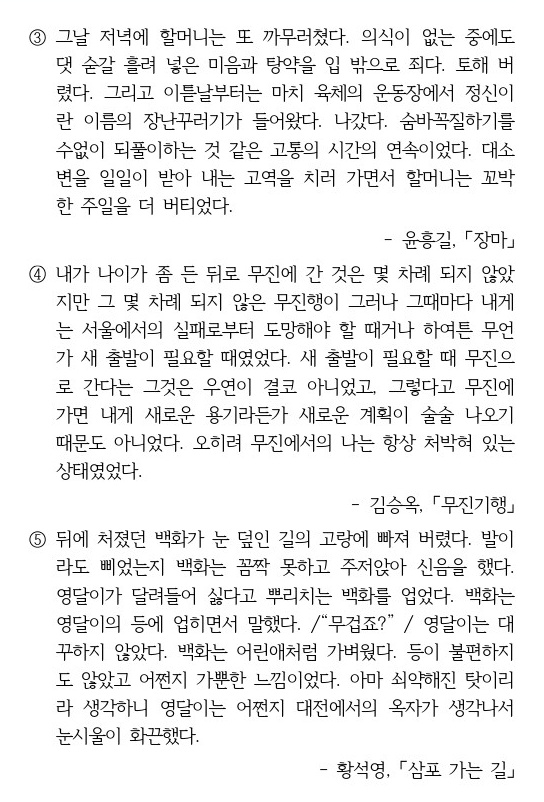 ③ 그날 저녁에 할머니는 또 까무러쳤다. 의식이 없는 중에도
댓 숟갈 흘려 넣은 미음과 탕약을 입 밖으로 죄다. 토해 버
렸다. 그리고 이튿날부터는 마치 육체의 운동장에서 정신이
란 이름의 장난꾸러기가 들어왔다. 나갔다. 숨바꼭질하기를
수없이 되풀이하는 것 같은 고통의 시간의 연속이었다. 대소
변을 일일이 받아 내는 고역을 치러 가면서 할머니는 꼬박
한 주일을 더 버티었다.
- 윤흥길, 「장마」
④ 내가 나이가 좀 든 뒤로 무진에 간 것은 몇 차례 되지 않았
지만 그 몇 차례 되지 않은 무진행이 그러나 그때마다 내게
는 서울에서의 실패로부터 도망해야 할 때거나 하여튼 무언
가 새 출발이 필요할 때였었다. 새 출발이 필요할 때 무진으
로 간다는 그것은 우연이 결코 아니었고, 그렇다고 무진에
가면 내게 새로운 용기라든가 새로운 계획이 술술 나오기
때문도 아니었다. 오히려 무진에서의 나는 항상 처박혀 있는
상태였었다.
- 김승옥, 「무진기행」
⑤ 뒤에 처졌던 백화가 눈 덮인 길의 고랑에 빠져 버렸다. 발이
라도 삐었는지 백화는 꼼짝 못하고 주저앉아 신음을 했다.
영달이가 달려들어 싫다고 뿌리치는 백화를 업었다. 백화는
영달이의 등에 업히면서 말했다. /“무겁죠?” / 영달이는 대
꾸하지 않았다. 백화는 어린애처럼 가벼웠다. 등이 불편하지
도 않았고 어쩐지 가뿐한 느낌이었다. 아마 쇠약해진 탓이리
라 생각하니 영달이는 어쩐지 대전에서의 옥자가 생각나서
눈시울이 화끈했다.
- 황석영, 「삼포 가는 길」